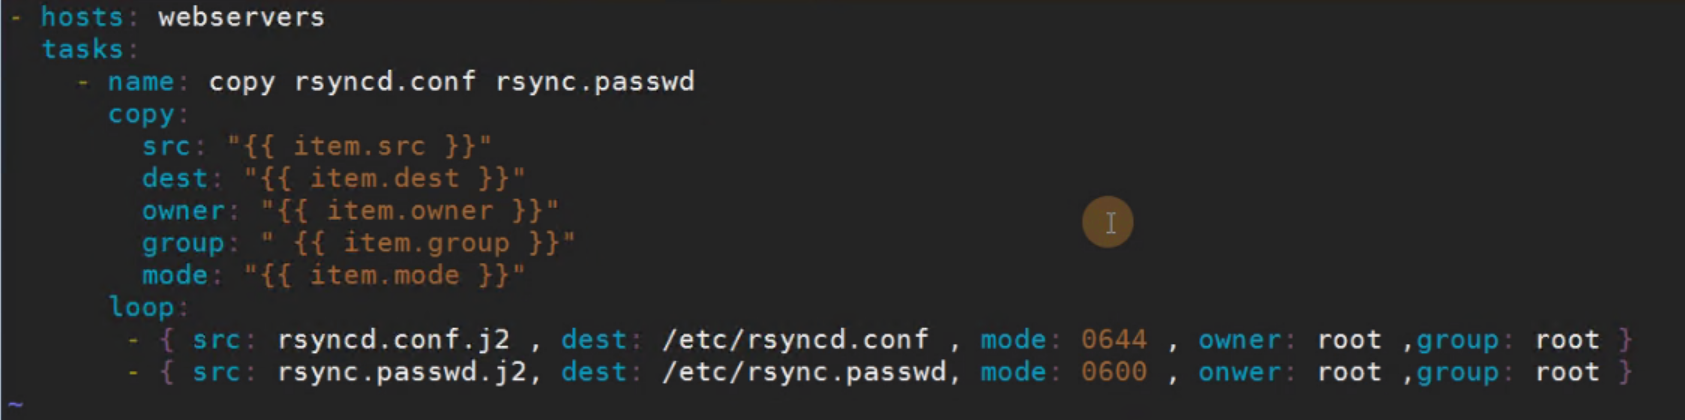 - hosts: webservers
  tasks:
    - name: copy rsyncd.conf rsync.passwd
      copy:
        src: "{{ item.src }}"
        dest: "{{ item.dest }}"
        owner: "{{ item.owner }}"
        group: " {{ item.group }}"
        mode: "{{ item.mode }}"
      loop:
       - { src: rsyncd.conf.j2 , dest: /etc/rsyncd.conf , mode: 0644 , owner: root ,group: root }
       - { src: rsync.passwd.j2, dest: /etc/rsync.passwd, mode: 0600 , onwer: root ,group: root }
~